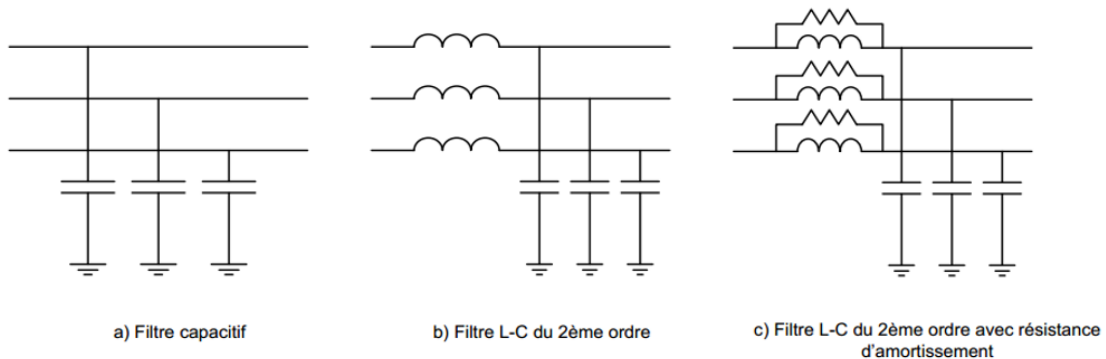 a) Filtre capacitif
b) Filtre L-C du 2ème ordre
c) Filtre L-C du 2ème ordre avec résistance
d'amortissement